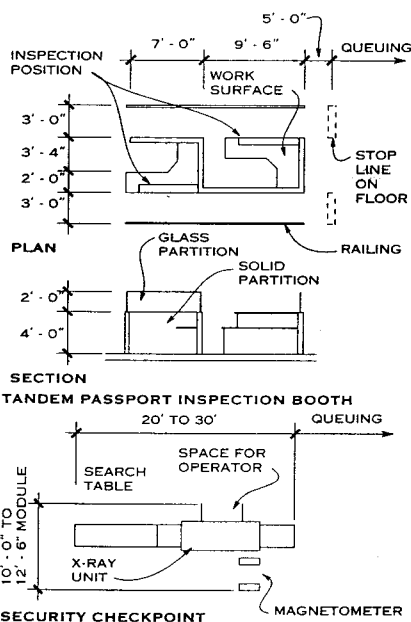 5'-0"
7'-0"
9'-6"
QUEUING
INSPECTION
POSITION
WORK
SURFACE
3'-0"
3'-4"
2'-0"
3'-0"
STOP
LINE
ON
FLOOR
PLAN
RAILING
GLASS
PARTITION
SOLID
PARTITION
2'-0"
4'-0"
SECTION
TANDEM PASSPORT INSPECTION BOOTH
20' TO 30'
QUEUING
SEARCH
TABLE
SPACE FOR
OPERATOR
10'-0" TO
12'-6" MODULE
X-RAY
UNIT
MAGNETOMETER
SECURITY CHECKPOINT